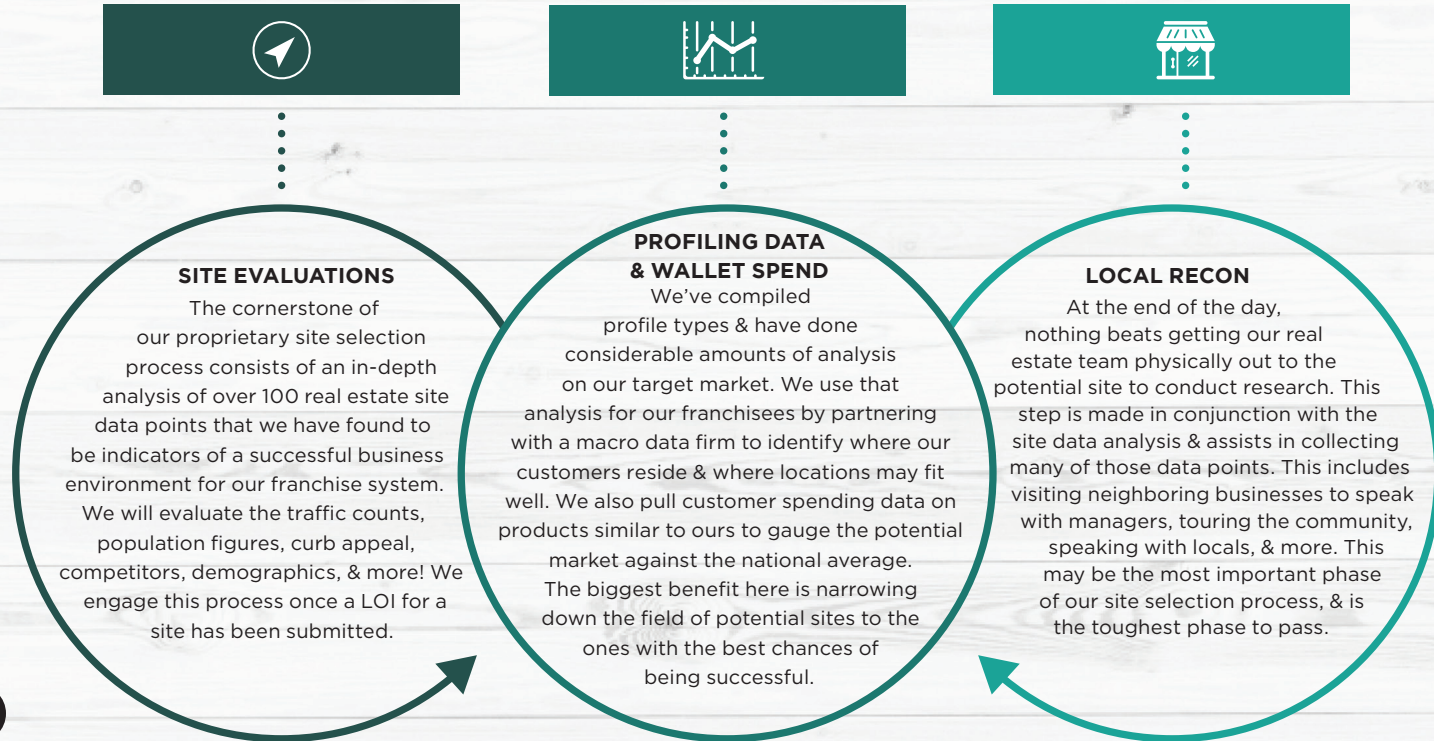 SITE EVALUATIONS
The cornerstone of
our proprietary site selection
process consists of an in-depth
analysis of over 100 real estate site
data points that we have found to
be indicators of a successful business
environment for our franchise system.
We will evaluate the traffic counts,
population figures, curb appeal,
competitors, demographics, & more! We
engage this process once a LOI for a
site has been submitted.
PROFILING DATA
& WALLET SPEND
We’ve compiled
profile types & have done
considerable amounts of analysis
on our target market. We use that
analysis for our franchisees by partnering
with a macro data firm to identify where our
customers reside & where locations may fit
well. We also pull customer spending data on
products similar to ours to gauge the potential
market against the national average.
The biggest benefit here is narrowing
down the field of potential sites to the
ones with the best chances of
being successful.
LOCAL RECON
At the end of the day,
nothing beats getting our real
estate team physically out to the
potential site to conduct research. This
step is made in conjunction with the
site data analysis & assists in collecting
many of those data points. This includes
visiting neighboring businesses to speak
with managers, touring the community,
speaking with locals, & more. This
may be the most important phase
of our site selection process, & is
the toughest phase to pass.